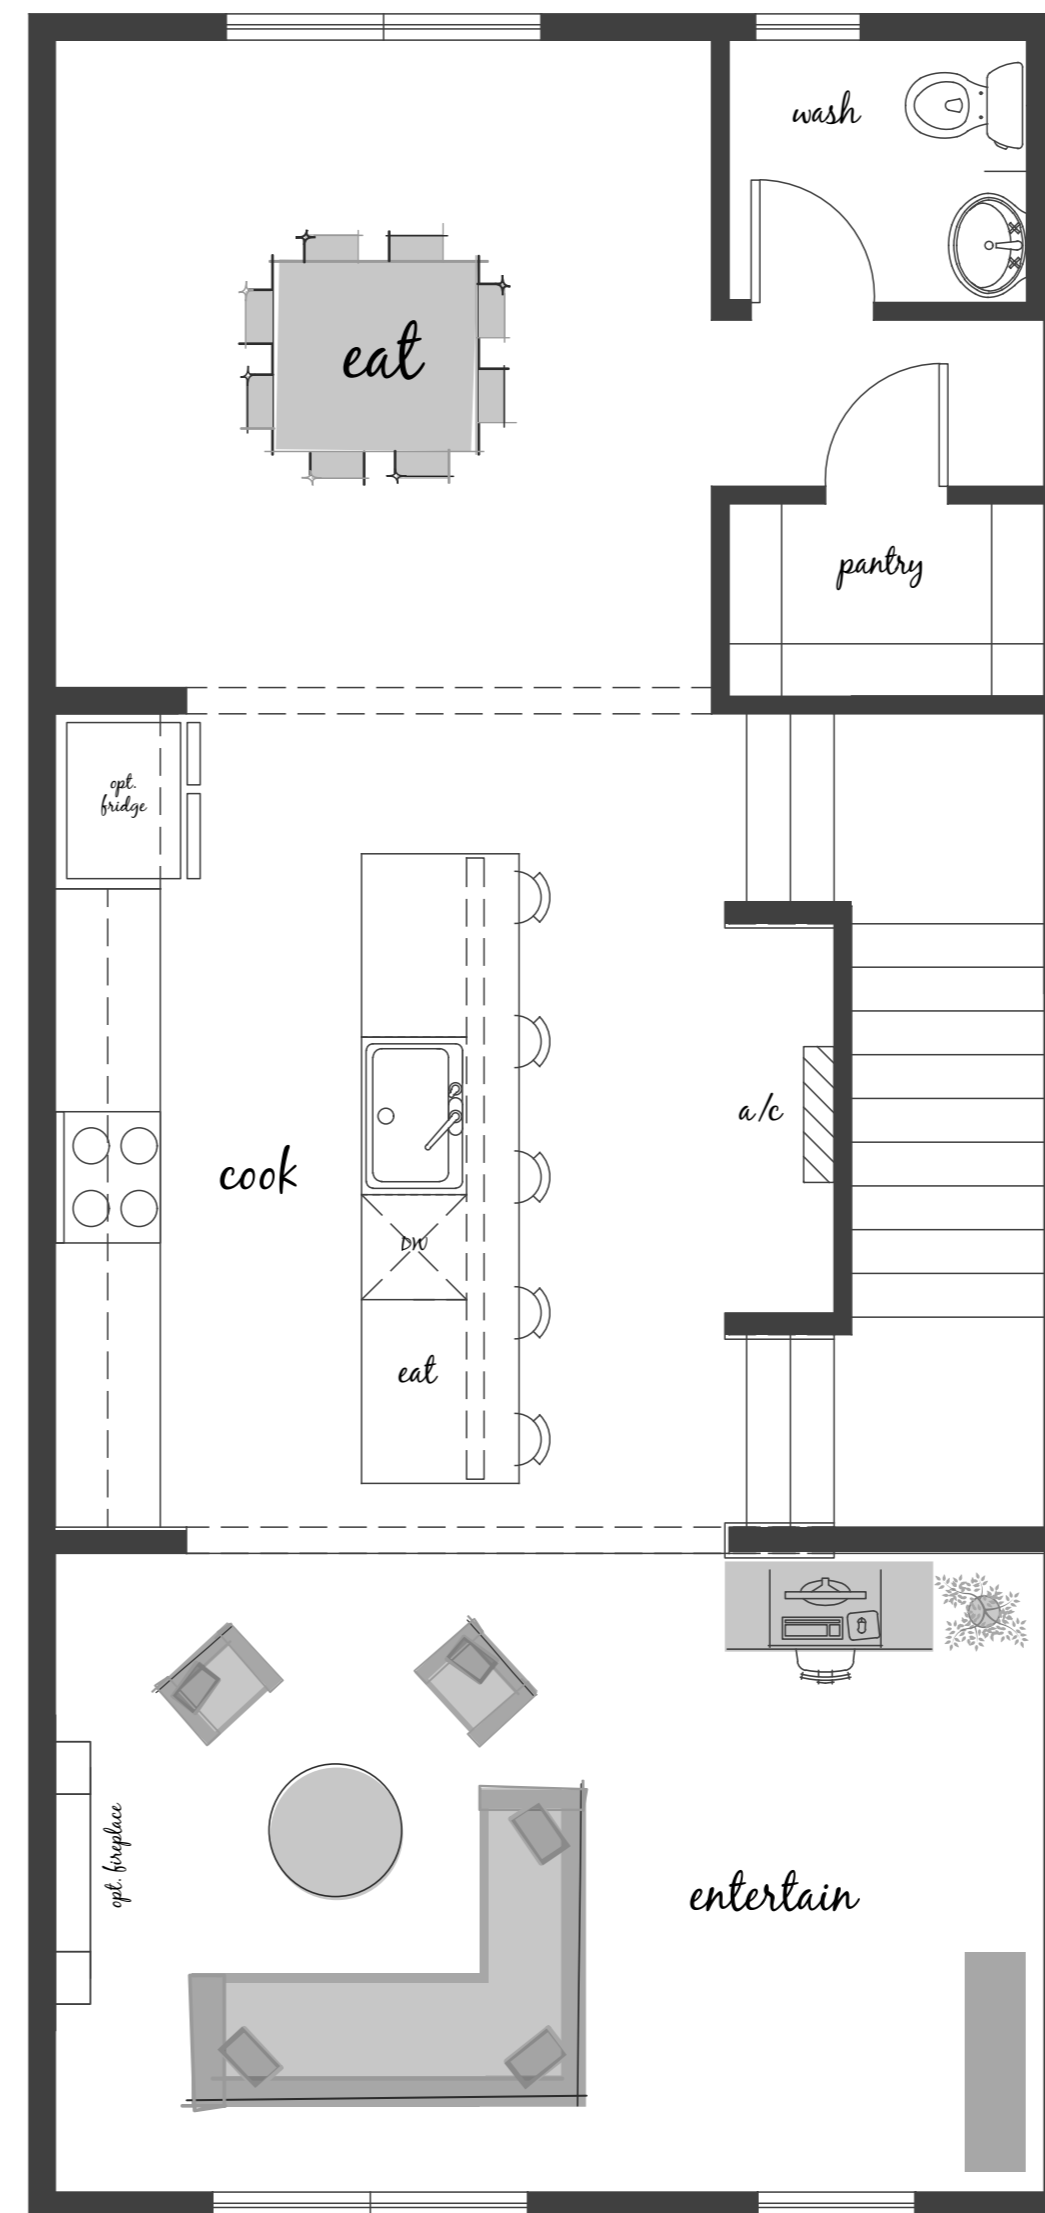 wash
eat
pantry
opt.
fridge
a/c
cook
DW
eat
opt. fireplace
entertain